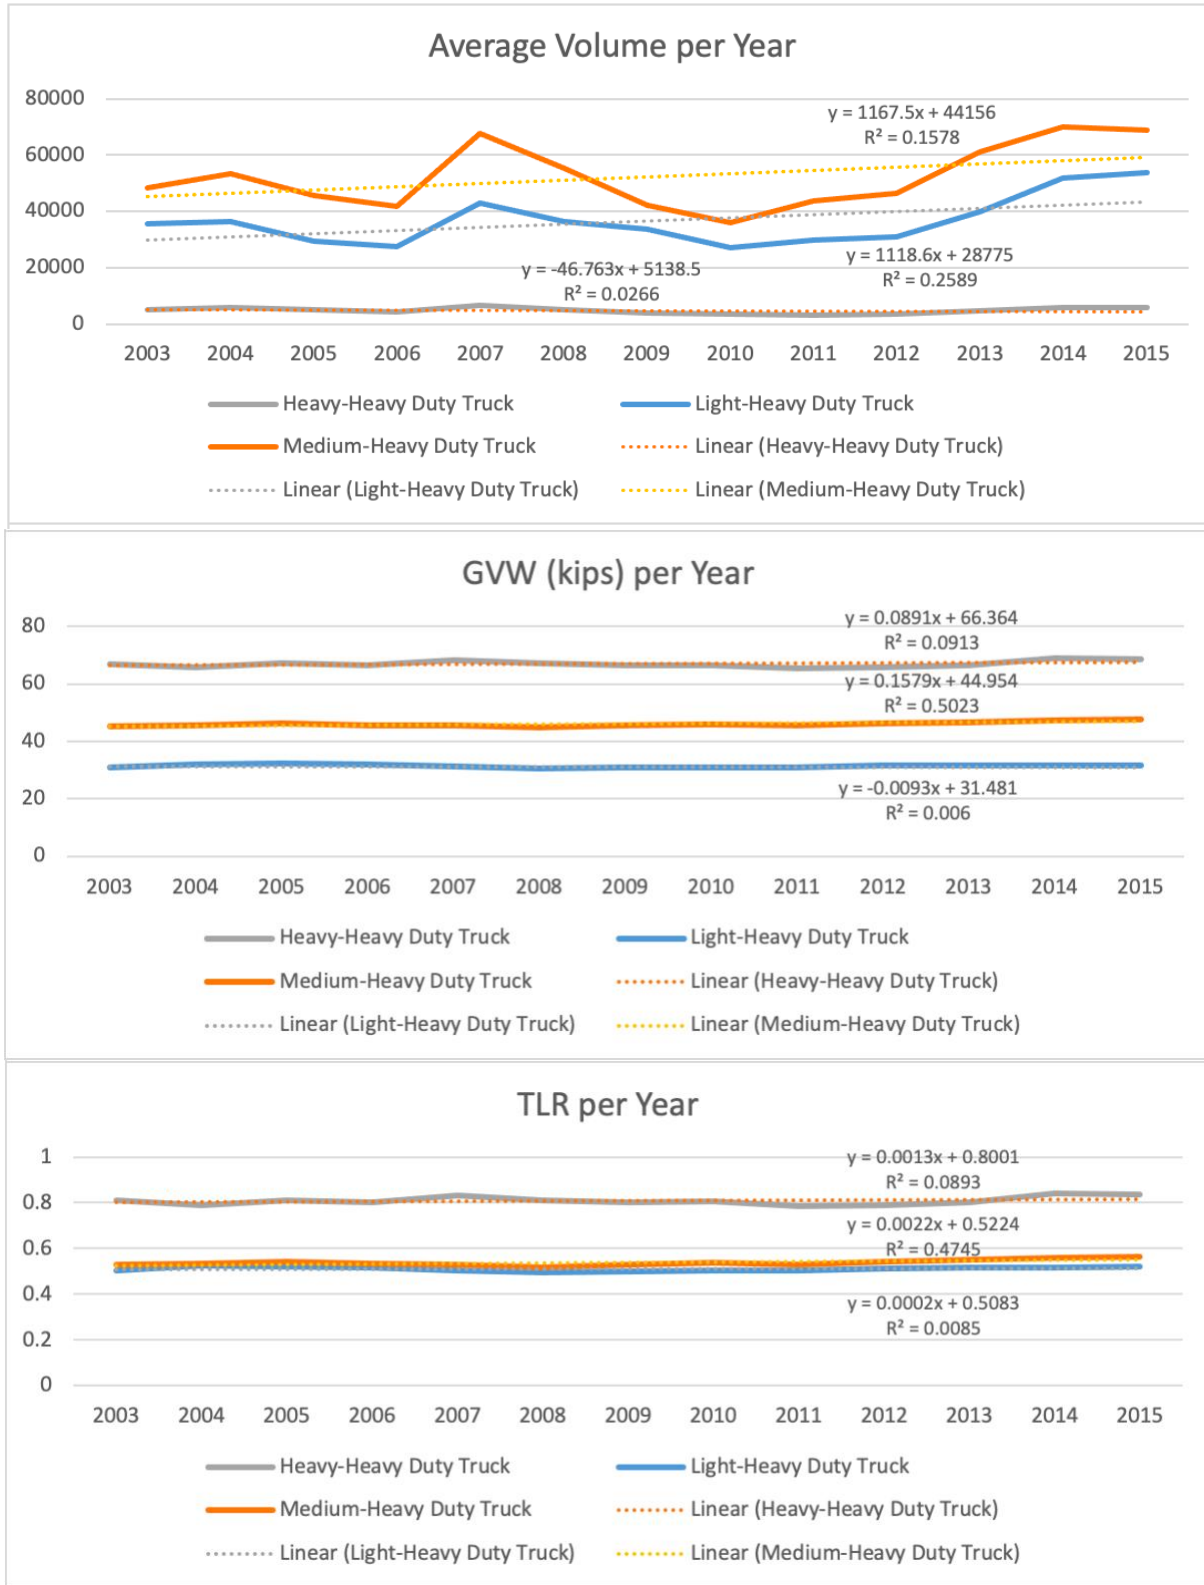 Average Volume per Year
80000
y = 1167.5x + 44156
R² = 0.1578
60000
40000
y = 1118.6x + 28775
R² = 0.2589
20000
y = -46.763x + 5138.5
R² = 0.0266
0
2003 2004 2005 2006 2007 2008 2009 2010 2011 2012 2013 2014 2015
Heavy-Heavy Duty Truck Light-Heavy Duty Truck
Medium-Heavy Duty Truck Linear (Heavy-Heavy Duty Truck)
Linear (Light-Heavy Duty Truck) Linear (Medium-Heavy Duty Truck)
GVW (kips) per Year
80
y = 0.0891x + 66.364
R² = 0.0913
60
y = 0.1579x + 44.954
R² = 0.5023
40
20
y = -0.0093x + 31.481
R² = 0.006
0
2003 2004 2005 2006 2007 2008 2009 2010 2011 2012 2013 2014 2015
Heavy-Heavy Duty Truck Light-Heavy Duty Truck
Medium-Heavy Duty Truck Linear (Heavy-Heavy Duty Truck)
Linear (Light-Heavy Duty Truck) Linear (Medium-Heavy Duty Truck)
TLR per Year
1
y = 0.0013x + 0.8001
R² = 0.0893
0.8
y = 0.0022x + 0.5224
R² = 0.4745
0.6
0.4
y = 0.0002x + 0.5083
R² = 0.0085
0.2
0
2003 2004 2005 2006 2007 2008 2009 2010 2011 2012 2013 2014 2015
Heavy-Heavy Duty Truck Light-Heavy Duty Truck
Medium-Heavy Duty Truck Linear (Heavy-Heavy Duty Truck)
Linear (Light-Heavy Duty Truck) Linear (Medium-Heavy Duty Truck)